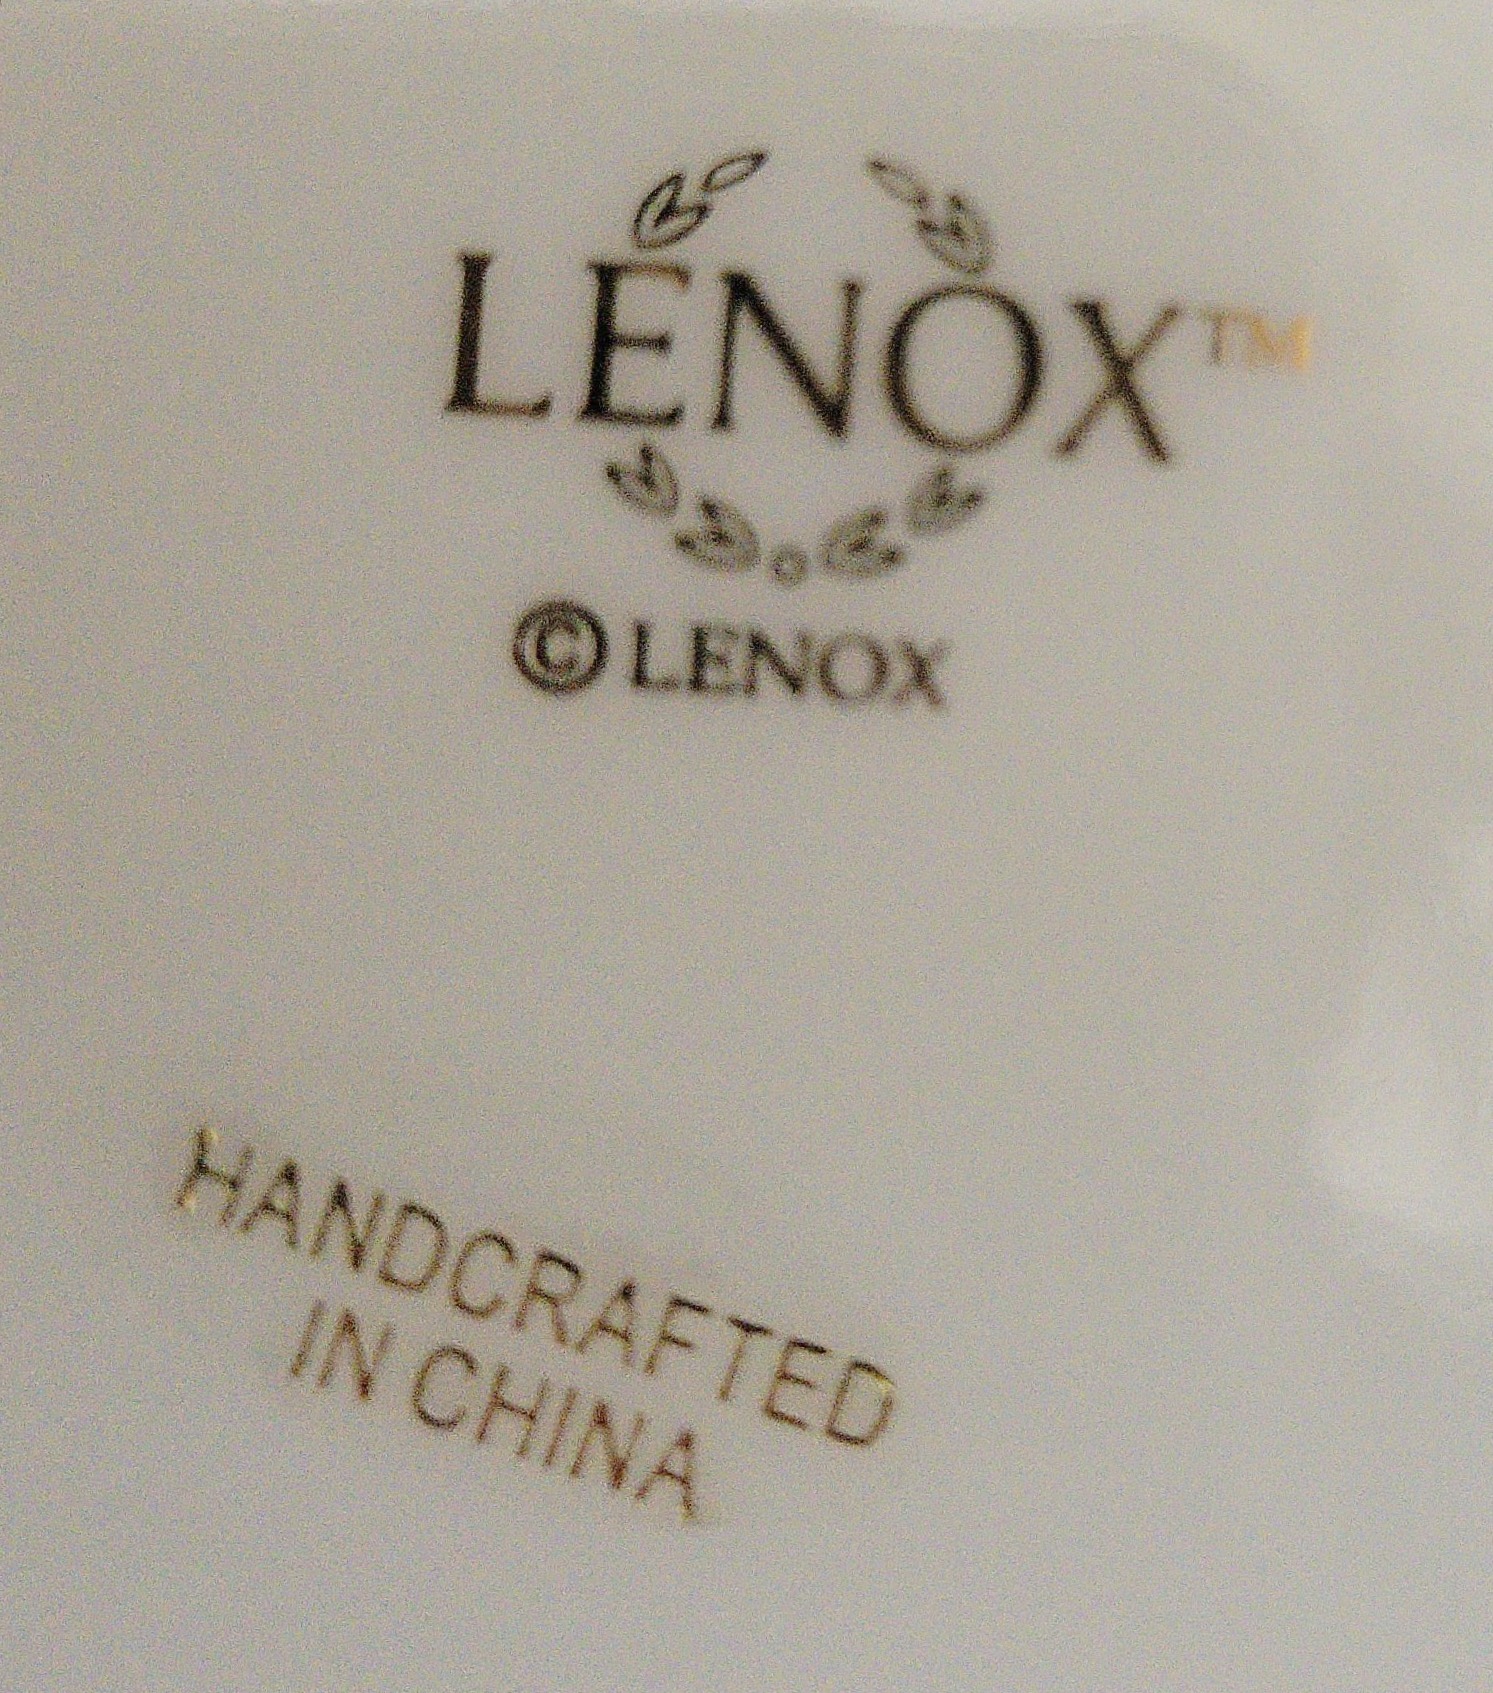 LENOX™
© LENOX
HANDCRAFTED
IN CHINA